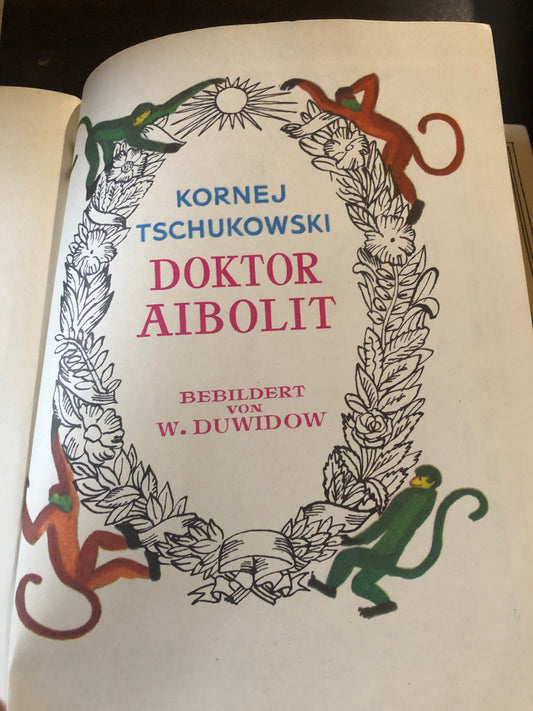 KORNEJ
TSCHUKOWSKI
DOKTOR
AIBOLIT
BEBILDERT
VON
W. DUWIDOW